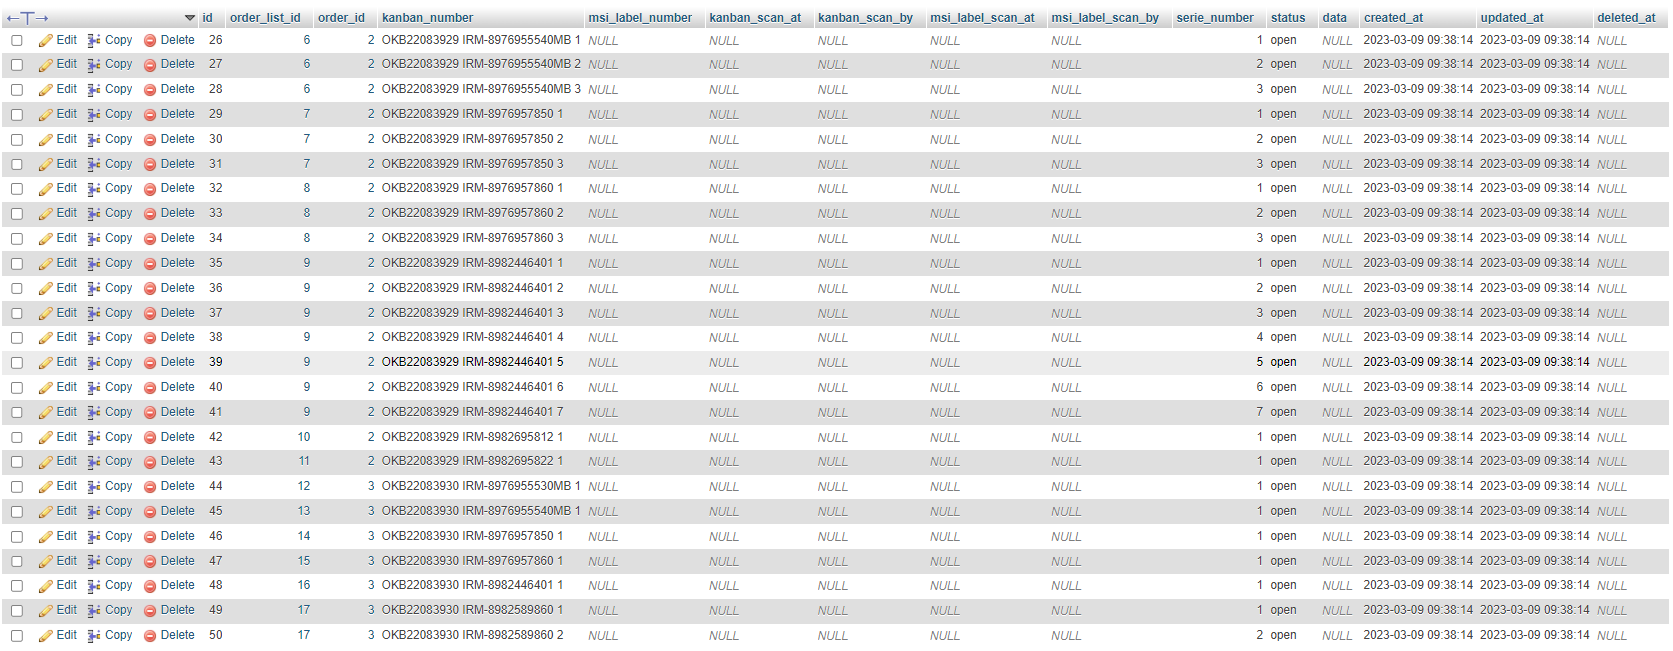 ←T→ id order_list_id order_id kanban_number msi_label_number kanban_scan_at kanban_scan_by msi_label_scan_at msi_label_scan_by serie_number status data created_at updated_at deleted_at
Edit Copy Delete 26 6 2 OKB22083929 IRM-8976955540MB 1 NULL NULL NULL NULL NULL 1 open NULL 2023-03-09 09:38:14 2023-03-09 09:38:14 NULL
Edit Copy Delete 27 6 2 OKB22083929 IRM-8976955540MB 2 NULL NULL NULL NULL NULL 2 open NULL 2023-03-09 09:38:14 2023-03-09 09:38:14 NULL
Edit Copy Delete 28 6 2 OKB22083929 IRM-8976955540MB 3 NULL NULL NULL NULL NULL 3 open NULL 2023-03-09 09:38:14 2023-03-09 09:38:14 NULL
Edit Copy Delete 29 7 2 OKB22083929 IRM-8976957850 1 NULL NULL NULL NULL NULL 1 open NULL 2023-03-09 09:38:14 2023-03-09 09:38:14 NULL
Edit Copy Delete 30 7 2 OKB22083929 IRM-8976957850 2 NULL NULL NULL NULL NULL 2 open NULL 2023-03-09 09:38:14 2023-03-09 09:38:14 NULL
Edit Copy Delete 31 7 2 OKB22083929 IRM-8976957850 3 NULL NULL NULL NULL NULL 3 open NULL 2023-03-09 09:38:14 2023-03-09 09:38:14 NULL
Edit Copy Delete 32 8 2 OKB22083929 IRM-8976957860 1 NULL NULL NULL NULL NULL 1 open NULL 2023-03-09 09:38:14 2023-03-09 09:38:14 NULL
Edit Copy Delete 33 8 2 OKB22083929 IRM-8976957860 2 NULL NULL NULL NULL NULL 2 open NULL 2023-03-09 09:38:14 2023-03-09 09:38:14 NULL
Edit Copy Delete 34 8 2 OKB22083929 IRM-8976957860 3 NULL NULL NULL NULL NULL 3 open NULL 2023-03-09 09:38:14 2023-03-09 09:38:14 NULL
Edit Copy Delete 35 9 2 OKB22083929 IRM-8982446401 1 NULL NULL NULL NULL NULL 1 open NULL 2023-03-09 09:38:14 2023-03-09 09:38:14 NULL
Edit Copy Delete 36 9 2 OKB22083929 IRM-8982446401 2 NULL NULL NULL NULL NULL 2 open NULL 2023-03-09 09:38:14 2023-03-09 09:38:14 NULL
Edit Copy Delete 37 9 2 OKB22083929 IRM-8982446401 3 NULL NULL NULL NULL NULL 3 open NULL 2023-03-09 09:38:14 2023-03-09 09:38:14 NULL
Edit Copy Delete 38 9 2 OKB22083929 IRM-8982446401 4 NULL NULL NULL NULL NULL 4 open NULL 2023-03-09 09:38:14 2023-03-09 09:38:14 NULL
Edit Copy Delete 39 9 2 OKB22083929 IRM-8982446401 5 NULL NULL NULL NULL NULL 5 open NULL 2023-03-09 09:38:14 2023-03-09 09:38:14 NULL
Edit Copy Delete 40 9 2 OKB22083929 IRM-8982446401 6 NULL NULL NULL NULL NULL 6 open NULL 2023-03-09 09:38:14 2023-03-09 09:38:14 NULL
Edit Copy Delete 41 9 2 OKB22083929 IRM-8982446401 7 NULL NULL NULL NULL NULL 7 open NULL 2023-03-09 09:38:14 2023-03-09 09:38:14 NULL
Edit Copy Delete 42 10 2 OKB22083929 IRM-8982695812 1 NULL NULL NULL NULL NULL 1 open NULL 2023-03-09 09:38:14 2023-03-09 09:38:14 NULL
Edit Copy Delete 43 11 2 OKB22083929 IRM-8982695822 1 NULL NULL NULL NULL NULL 1 open NULL 2023-03-09 09:38:14 2023-03-09 09:38:14 NULL
Edit Copy Delete 44 12 3 OKB22083930 IRM-8976955530MB 1 NULL NULL NULL NULL NULL 1 open NULL 2023-03-09 09:38:14 2023-03-09 09:38:14 NULL
Edit Copy Delete 45 13 3 OKB22083930 IRM-8976955540MB 1 NULL NULL NULL NULL NULL 1 open NULL 2023-03-09 09:38:14 2023-03-09 09:38:14 NULL
Edit Copy Delete 46 14 3 OKB22083930 IRM-8976957850 1 NULL NULL NULL NULL NULL 1 open NULL 2023-03-09 09:38:14 2023-03-09 09:38:14 NULL
Edit Copy Delete 47 15 3 OKB22083930 IRM-8976957860 1 NULL NULL NULL NULL NULL 1 open NULL 2023-03-09 09:38:14 2023-03-09 09:38:14 NULL
Edit Copy Delete 48 16 3 OKB22083930 IRM-8982446401 1 NULL NULL NULL NULL NULL 1 open NULL 2023-03-09 09:38:14 2023-03-09 09:38:14 NULL
Edit Copy Delete 49 17 3 OKB22083930 IRM-8982589860 1 NULL NULL NULL NULL NULL 1 open NULL 2023-03-09 09:38:14 2023-03-09 09:38:14 NULL
Edit Copy Delete 50 17 3 OKB22083930 IRM-8982589860 2 NULL NULL NULL NULL NULL 2 open NULL 2023-03-09 09:38:14 2023-03-09 09:38:14 NULL